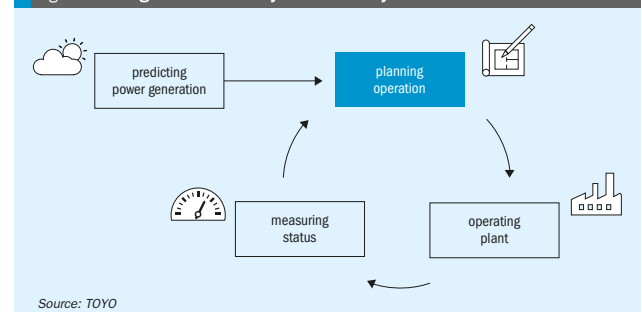 predicting
power generation
planning
operation
measuring
status
operating
plant
Source: TOYO